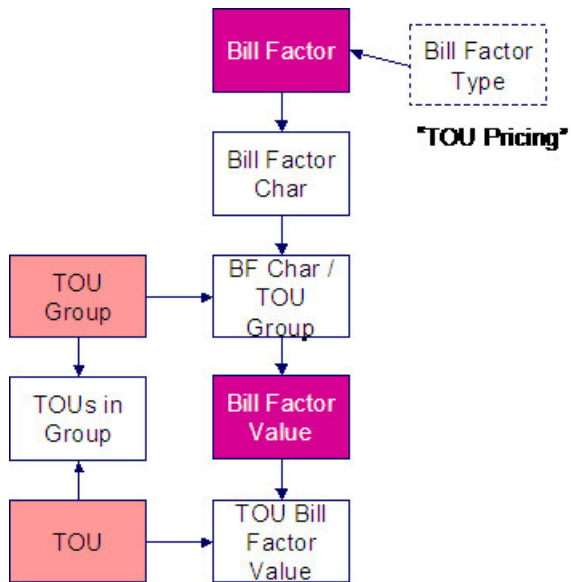 Bill Factor
Bill Factor
Type
"TOU Pricing"
Bill Factor
Char
TOU
Group
BF Char /
TOU
Group
TOUs in
Group
Bill Factor
Value
TOU
TOU Bill
Factor
Value